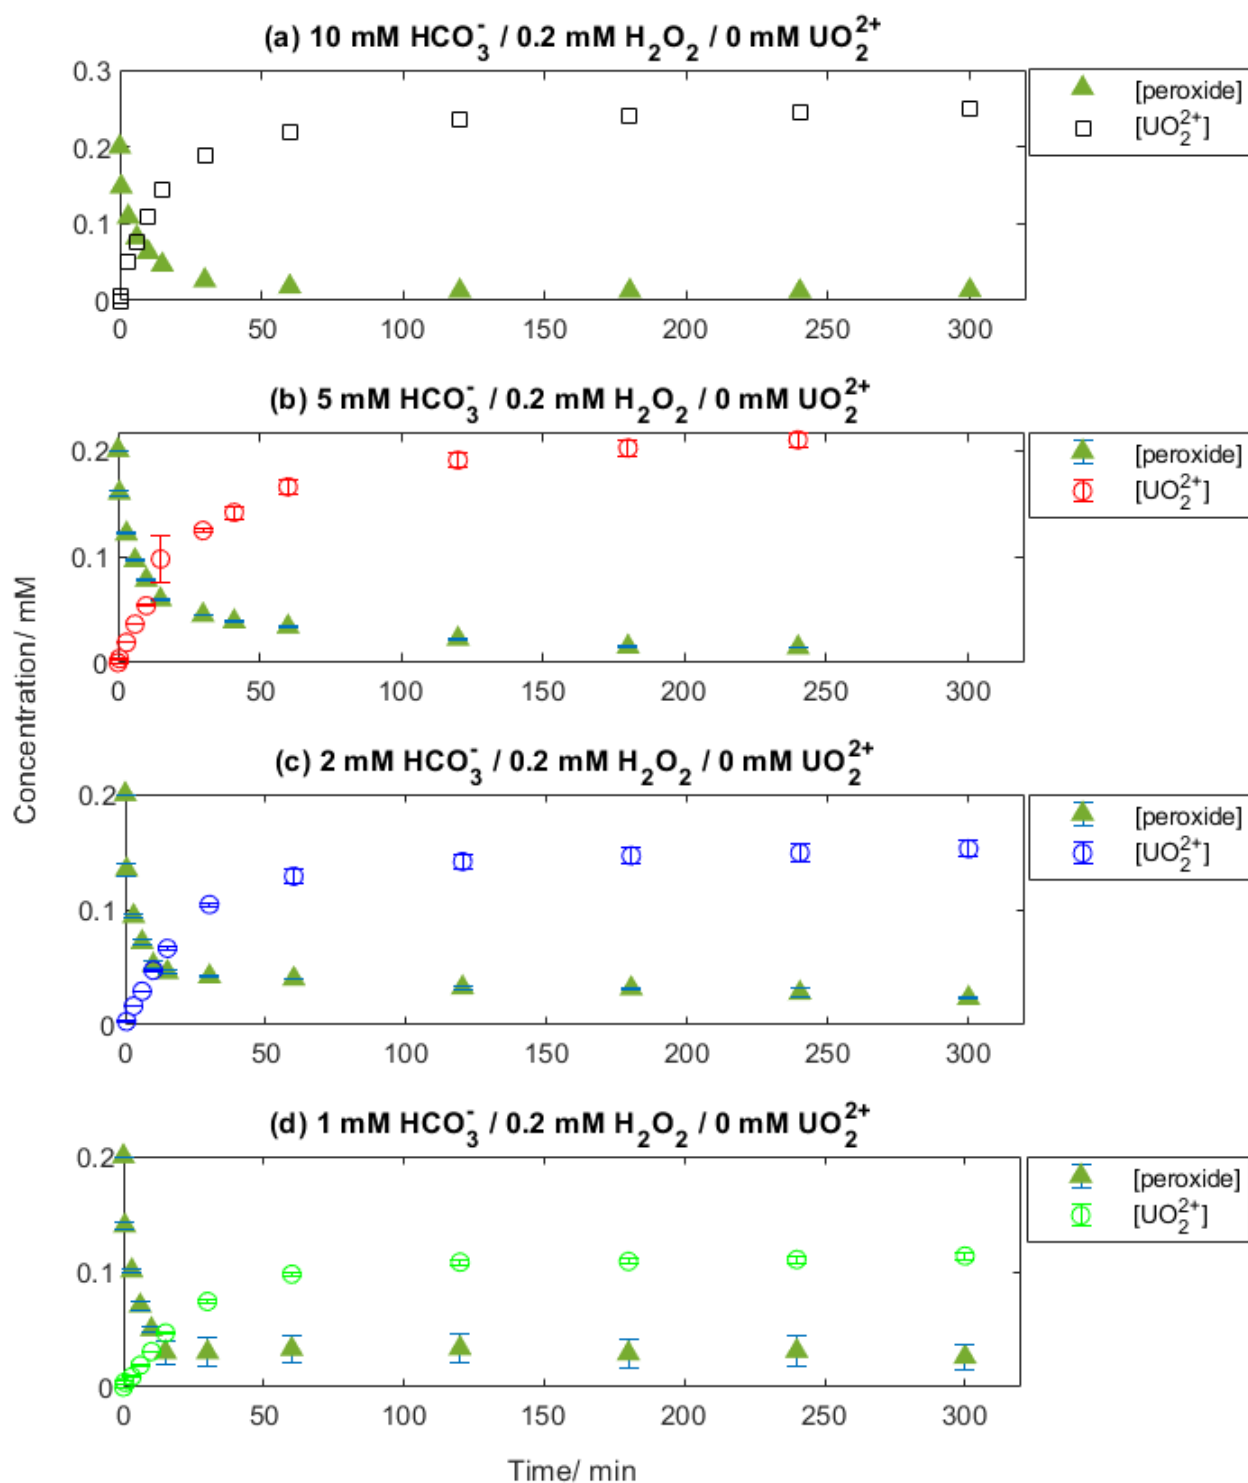 (a) 10 mM HCO₃⁻ / 0.2 mM H₂O₂ / 0 mM UO₂²⁺
0.3
0.2
0.1
0
0 50 100 150 200 250 300
[peroxide]
[UO₂²⁺]
(b) 5 mM HCO₃⁻ / 0.2 mM H₂O₂ / 0 mM UO₂²⁺
0.2
0.1
0
0 50 100 150 200 250 300
[peroxide]
[UO₂²⁺]
Concentration/ mM
(c) 2 mM HCO₃⁻ / 0.2 mM H₂O₂ / 0 mM UO₂²⁺
0.2
0.1
0
0 50 100 150 200 250 300
[peroxide]
[UO₂²⁺]
(d) 1 mM HCO₃⁻ / 0.2 mM H₂O₂ / 0 mM UO₂²⁺
0.2
0.1
0
0 50 100 150 200 250 300
[peroxide]
[UO₂²⁺]
Time/ min